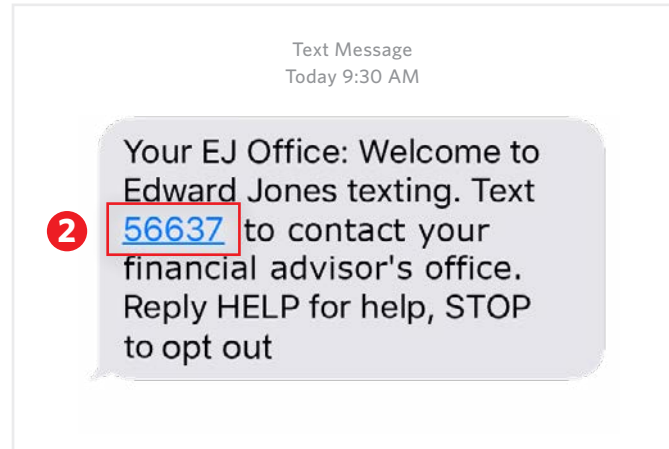 Text Message
Today 9:30 AM
Your EJ Office: Welcome to
Edward Jones texting. Text
2 56637 to contact your
financial advisor's office.
Reply HELP for help, STOP
to opt out